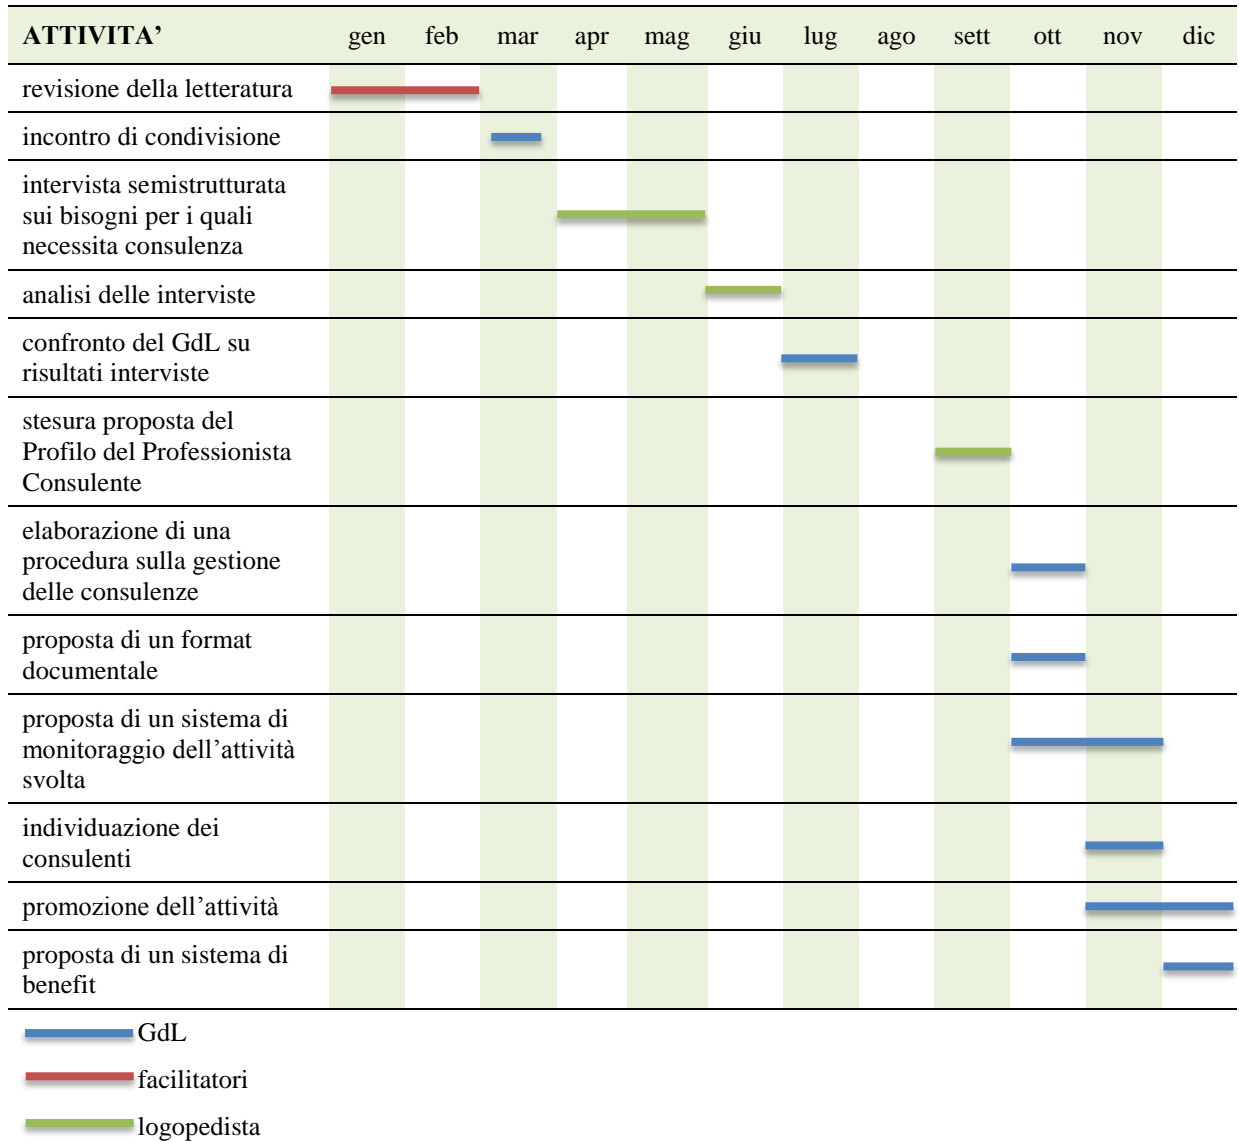 ATTIVITA’ gen feb mar apr mag giu lug ago sett ott nov dic
revisione della letteratura
incontro di condivisione
intervista semistrutturata
sui bisogni per i quali
necessita consulenza
analisi delle interviste
confronto del GdL su
risultati interviste
stesura proposta del
Profilo del Professionista
Consulente
elaborazione di una
procedura sulla gestione
delle consulenze
proposta di un format
documentale
proposta di un sistema di
monitoraggio dell’attività
svolta
individuazione dei
consulenti
promozione dell’attività
proposta di un sistema di
benefit
GdL
facilitatori
logopedista